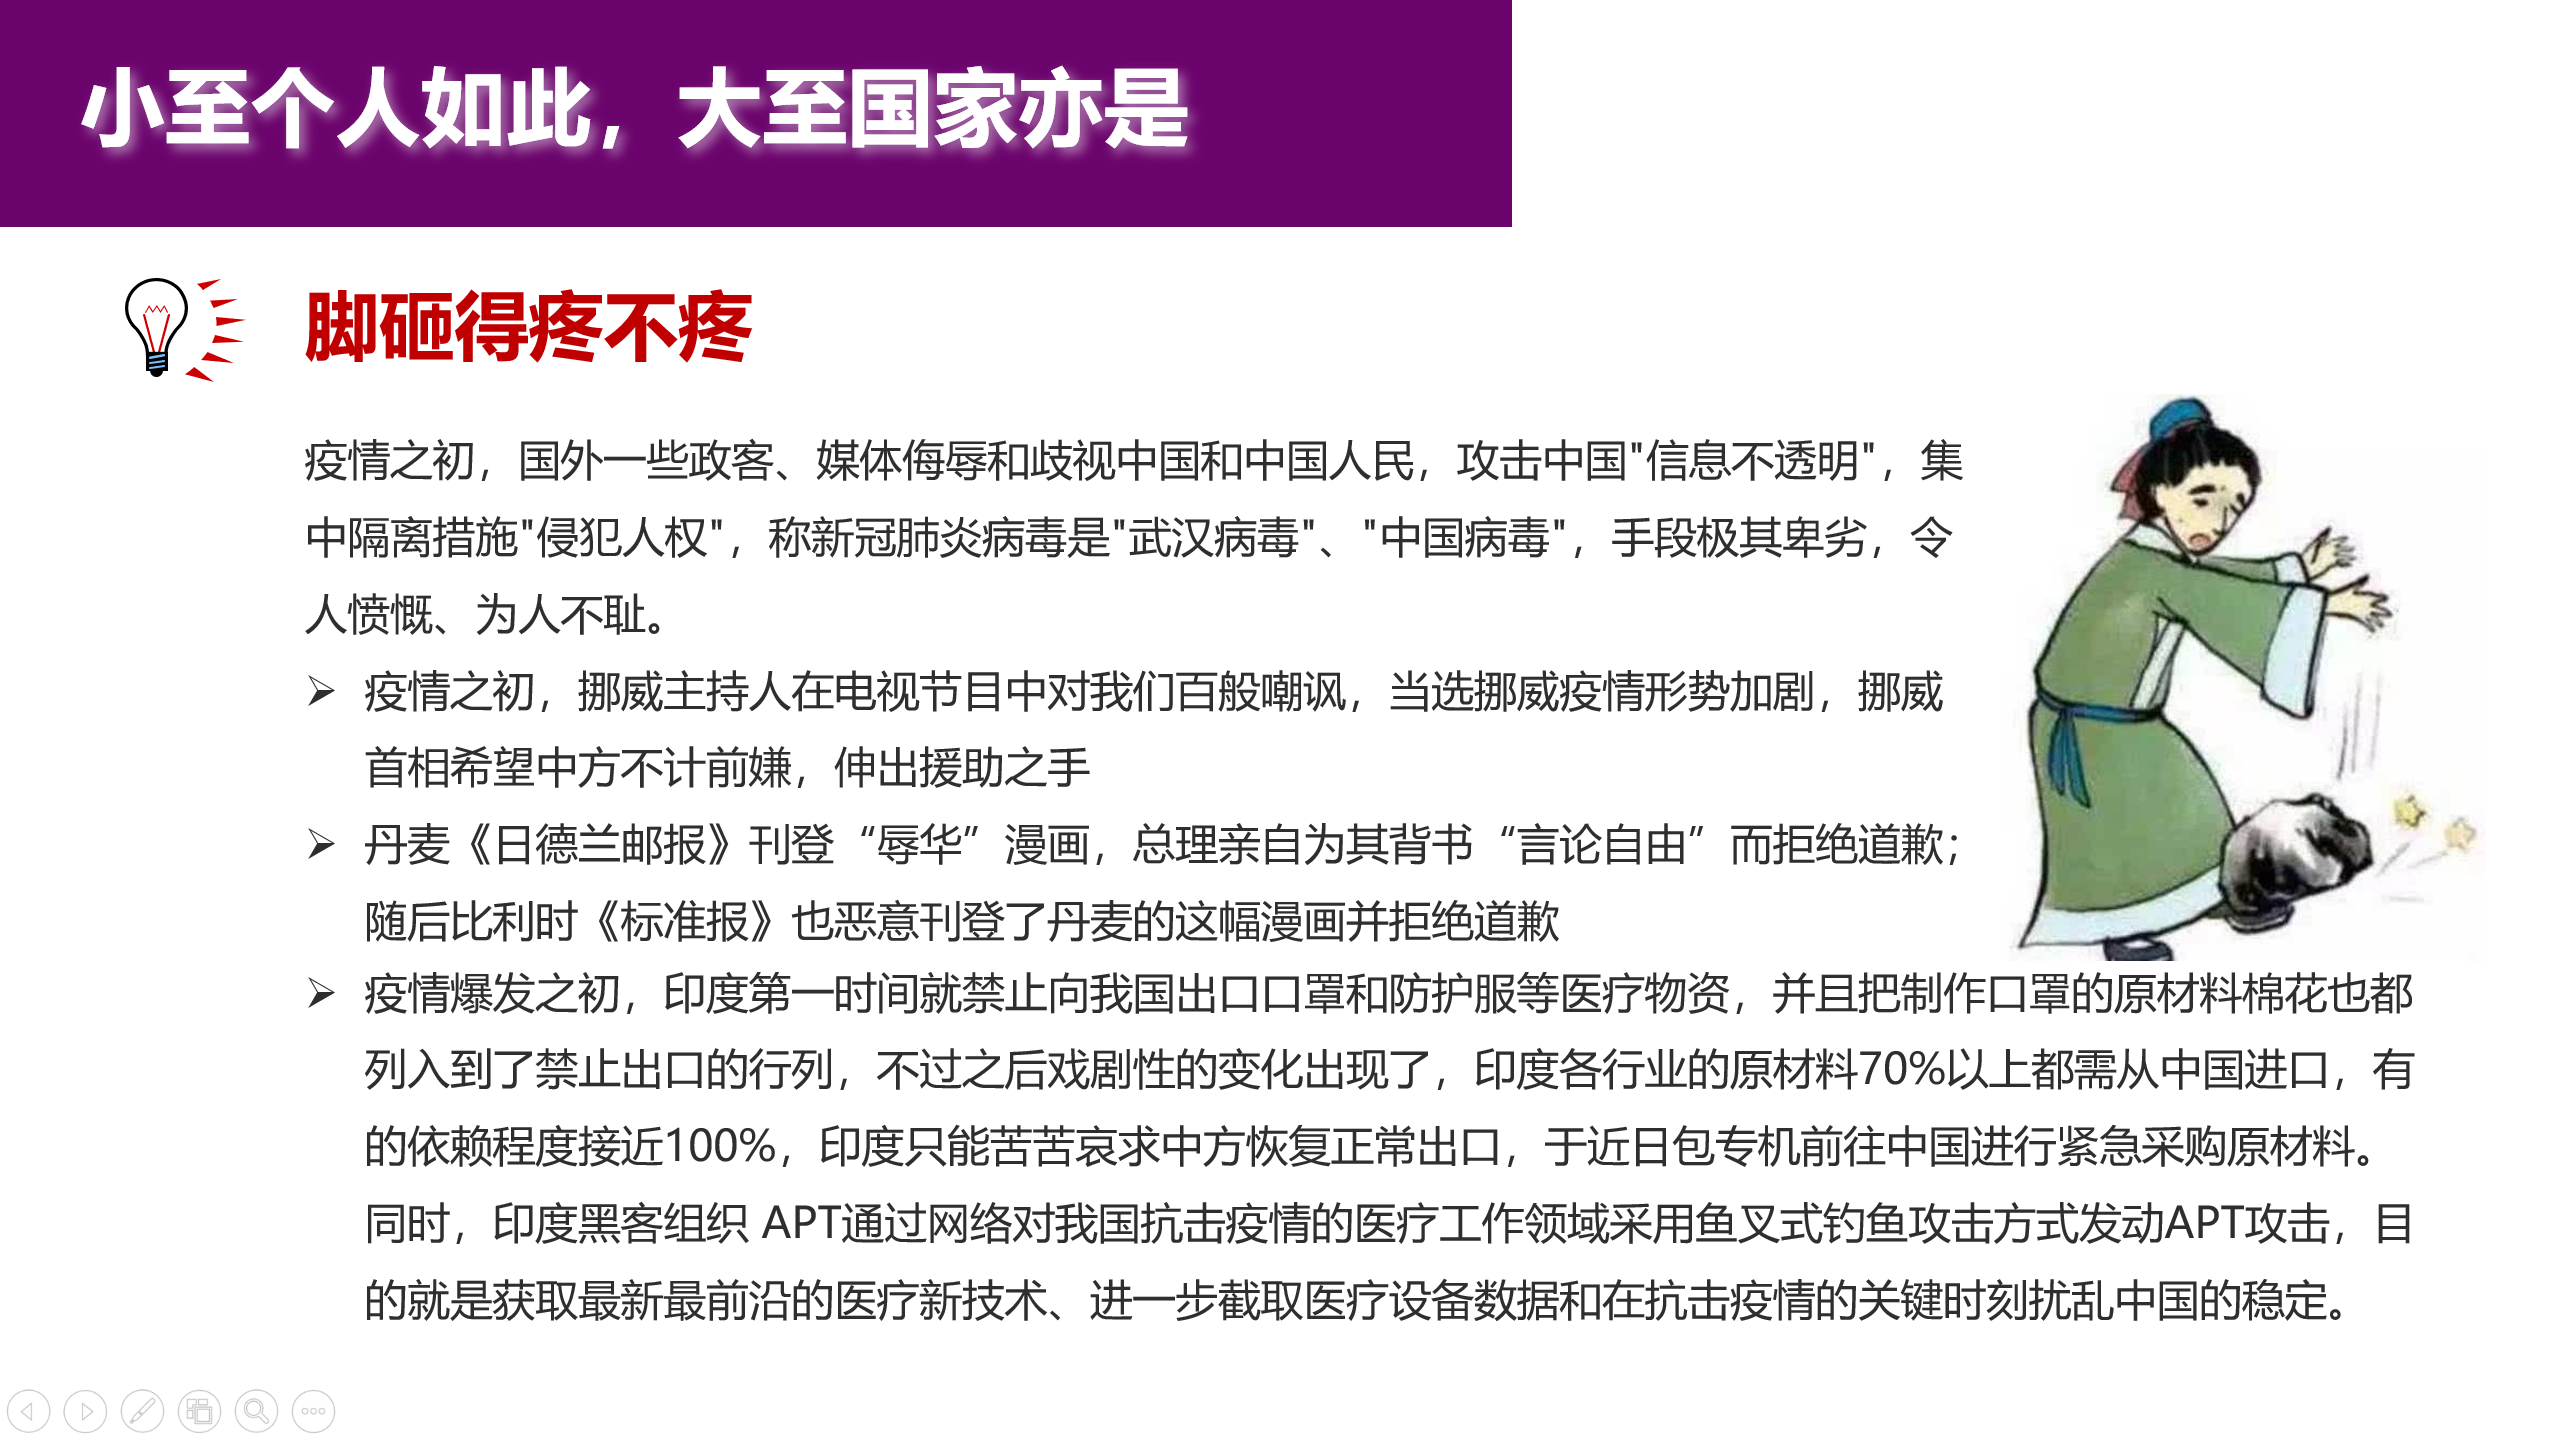 小至个人如此，大至国家亦是
脚砸得疼不疼
疫情之初，国外一些政客、媒体侮辱和歧视中国和中国人民，攻击中国"信息不透明"，集
中隔离措施"侵犯人权"，称新冠肺炎病毒是"武汉病毒"、"中国病毒"，手段极其卑劣，令
人愤慨、为人不耻。
➢ 疫情之初，挪威主持人在电视节目中对我们百般嘲讽，当选挪威疫情形势加剧，挪威
首相希望中方不计前嫌，伸出援助之手
➢ 丹麦《日德兰邮报》刊登“辱华”漫画，总理亲自为其背书“言论自由”而拒绝道歉；
随后比利时《标准报》也恶意刊登了丹麦的这幅漫画并拒绝道歉
➢ 疫情爆发之初，印度第一时间就禁止向我国出口口罩和防护服等医疗物资，并且把制作口罩的原材料棉花也都
列入到了禁止出口的行列，不过之后戏剧性的变化出现了，印度各行业的原材料70%以上都需从中国进口，有
的依赖程度接近100%，印度只能苦苦哀求中方恢复正常出口，于近日包专机前往中国进行紧急采购原材料。
同时，印度黑客组织 APT通过网络对我国抗击疫情的医疗工作领域采用鱼叉式钓鱼攻击方式发动APT攻击，目
的就是获取最新最前沿的医疗新技术、进一步截取医疗设备数据和在抗击疫情的关键时刻扰乱中国的稳定。